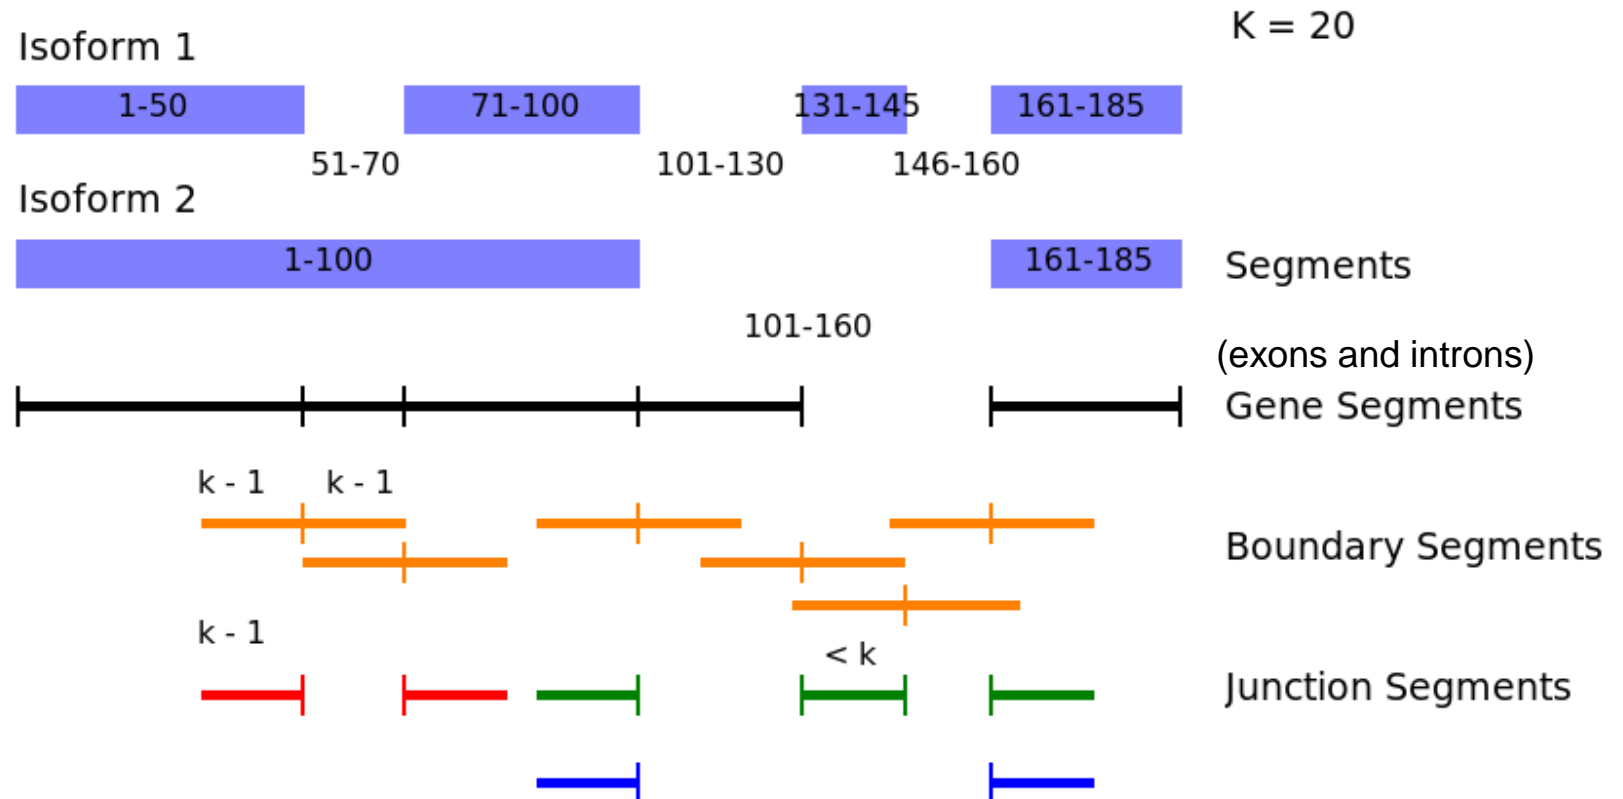 K = 20
Isoform 1
1-50 71-100 131-145 161-185
51-70 101-130 146-160
Isoform 2
1-100 161-185 Segments
101-160
(exons and introns)
Gene Segments
k - 1 k - 1
Boundary Segments
k - 1
< k
Junction Segments